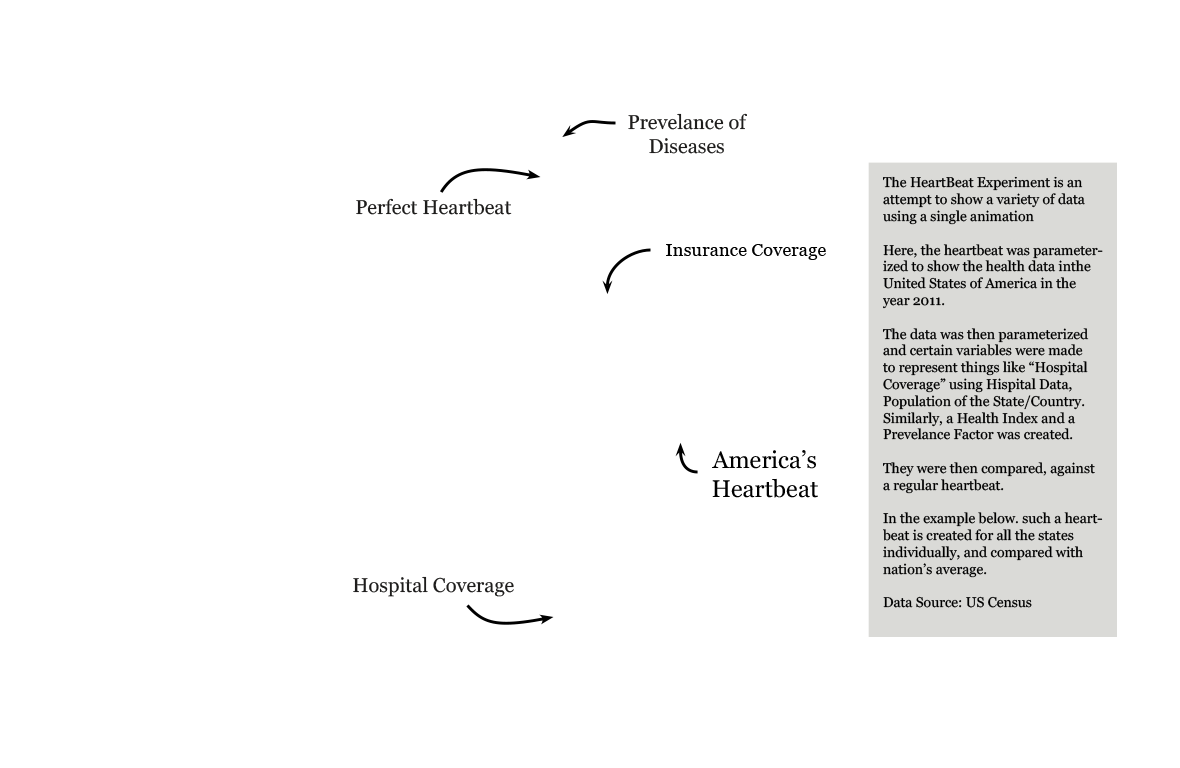 Prevelance of
Diseases
Perfect Heartbeat
Insurance Coverage
America’s
Heartbeat
Hospital Coverage
The HeartBeat Experiment is an
attempt to show a variety of data
using a single animation
Here, the heartbeat was parameter-
ized to show the health data inthe
United States of America in the
year 2011.
The data was then parameterized
and certain variables were made
to represent things like “Hospital
Coverage” using Hispital Data,
Population of the State/Country.
Similarly, a Health Index and a
Prevelance Factor was created.
They were then compared, against
a regular heartbeat.
In the example below. such a heart-
beat is created for all the states
individually, and compared with
nation’s average.
Data Source: US Census